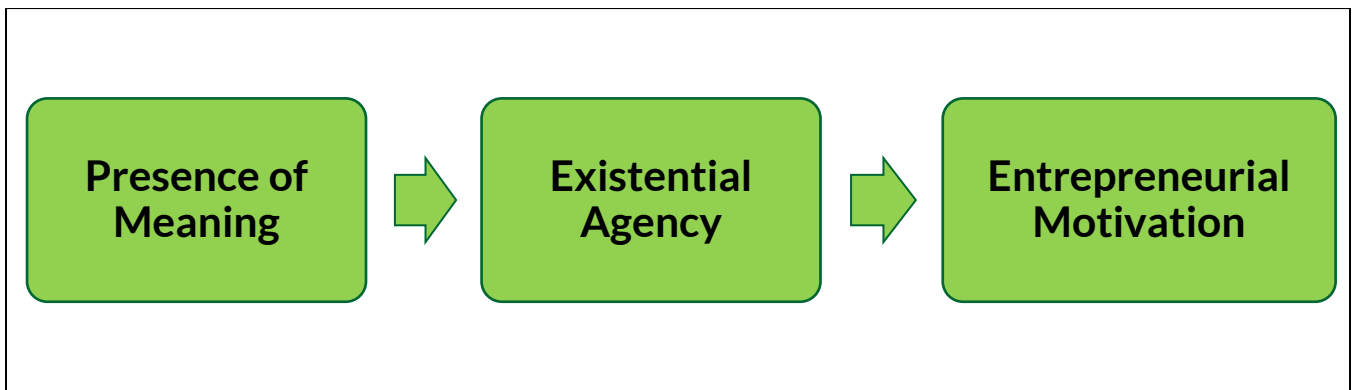 Presence of
Meaning
Existential
Agency
Entrepreneurial
Motivation